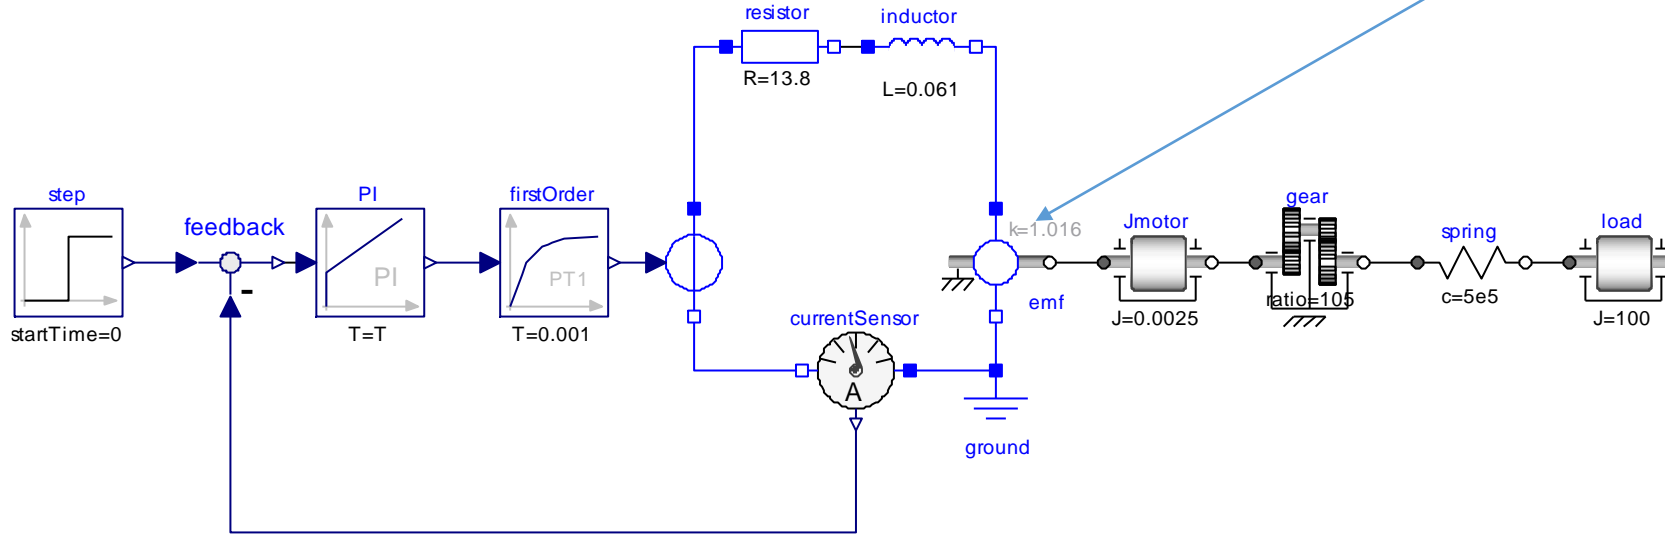 resistor
inductor
R=13.8
L=0.061
step
PI
firstOrder
gear
feedback
k=1.016
Jmotor
spring
load
PI
PT1
-
emf
ratio=105
c=5e5
startTime=0
T=T
T=0.001
currentSensor
J=0.0025
J=100
A
ground